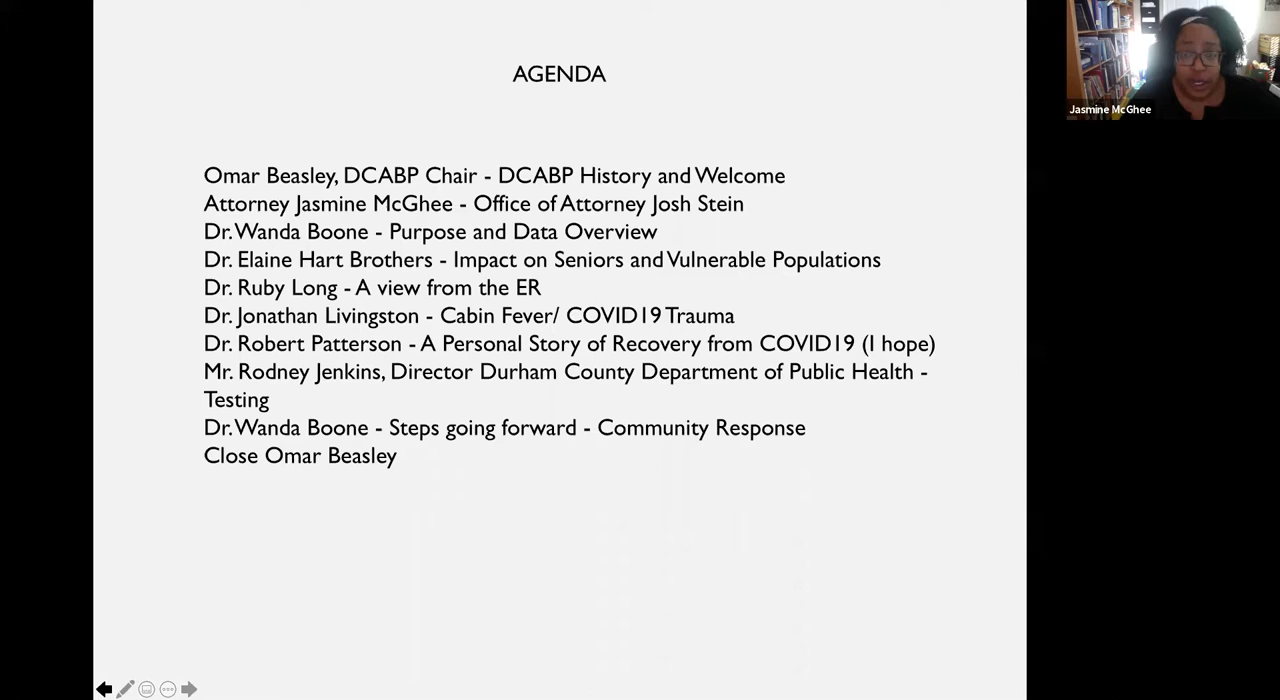 AGENDA
Omar Beasley, DCABP Chair - DCABP History and Welcome
Attorney Jasmine McGhee - Office of Attorney Josh Stein
Dr. Wanda Boone - Purpose and Data Overview
Dr. Elaine Hart Brothers - Impact on Seniors and Vulnerable Populations
Dr. Ruby Long - A view from the ER
Dr. Jonathan Livingston - Cabin Fever/ COVID19 Trauma
Dr. Robert Patterson - A Personal Story of Recovery from COVID19 (I hope)
Mr. Rodney Jenkins, Director Durham County Department of Public Health -
Testing
Dr. Wanda Boone - Steps going forward - Community Response
Close Omar Beasley
Jasmine McGhee